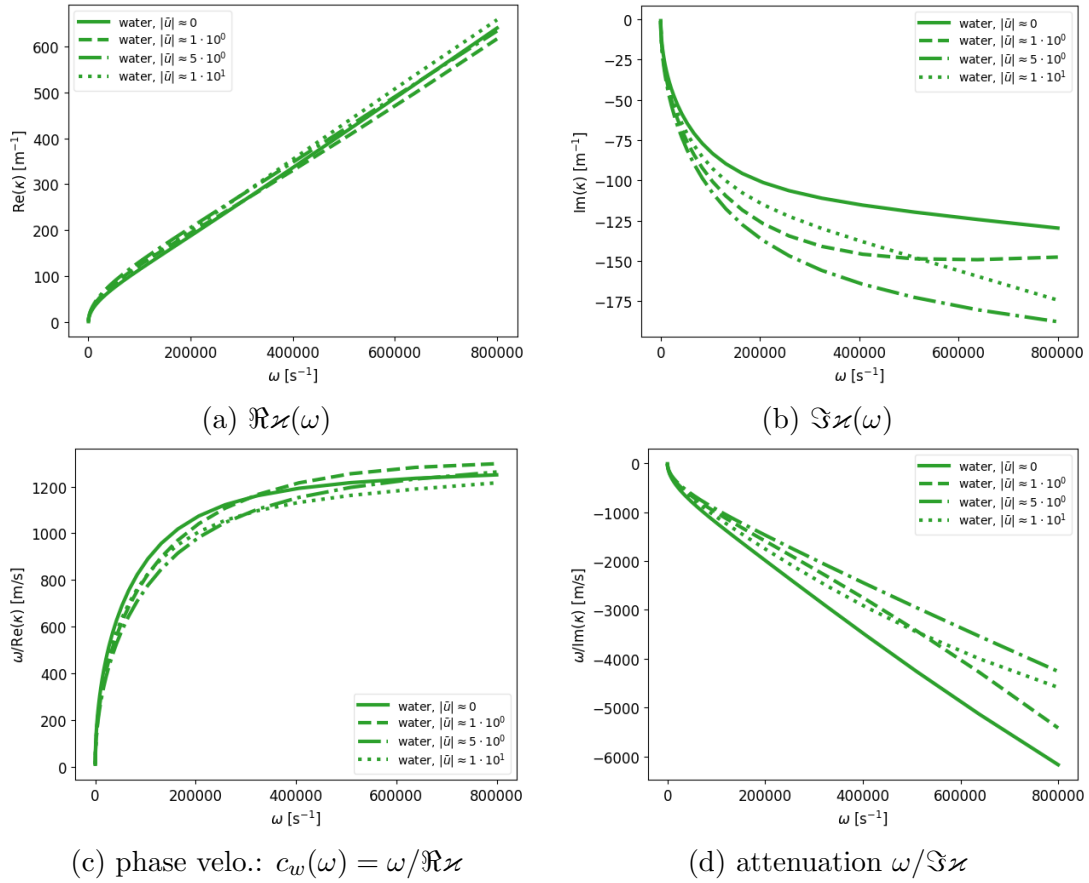 water, |ū| ≈ 0
water, |ū| ≈ 1 · 10⁰
water, |ū| ≈ 5 · 10⁰
water, |ū| ≈ 1 · 10¹
Re(κ) [m⁻¹]
600
500
400
300
200
100
0
0 200000 400000 600000 800000
ω [s⁻¹]
(a) ℜϰ(ω)
water, |ū| ≈ 0
water, |ū| ≈ 1 · 10⁰
water, |ū| ≈ 5 · 10⁰
water, |ū| ≈ 1 · 10¹
Im(κ) [m⁻¹]
0
−25
−50
−75
−100
−125
−150
−175
0 200000 400000 600000 800000
ω [s⁻¹]
(b) ℑϰ(ω)
ω/Re(κ) [m/s]
1200
1000
800
600
400
200
0
water, |ū| ≈ 0
water, |ū| ≈ 1 · 10⁰
water, |ū| ≈ 5 · 10⁰
water, |ū| ≈ 1 · 10¹
0 200000 400000 600000 800000
ω [s⁻¹]
(c) phase velo.: c_w(ω) = ω/ℜϰ
water, |ū| ≈ 0
water, |ū| ≈ 1 · 10⁰
water, |ū| ≈ 5 · 10⁰
water, |ū| ≈ 1 · 10¹
ω/Im(κ) [m/s]
0
−1000
−2000
−3000
−4000
−5000
−6000
0 200000 400000 600000 800000
ω [s⁻¹]
(d) attenuation ω/ℑϰ